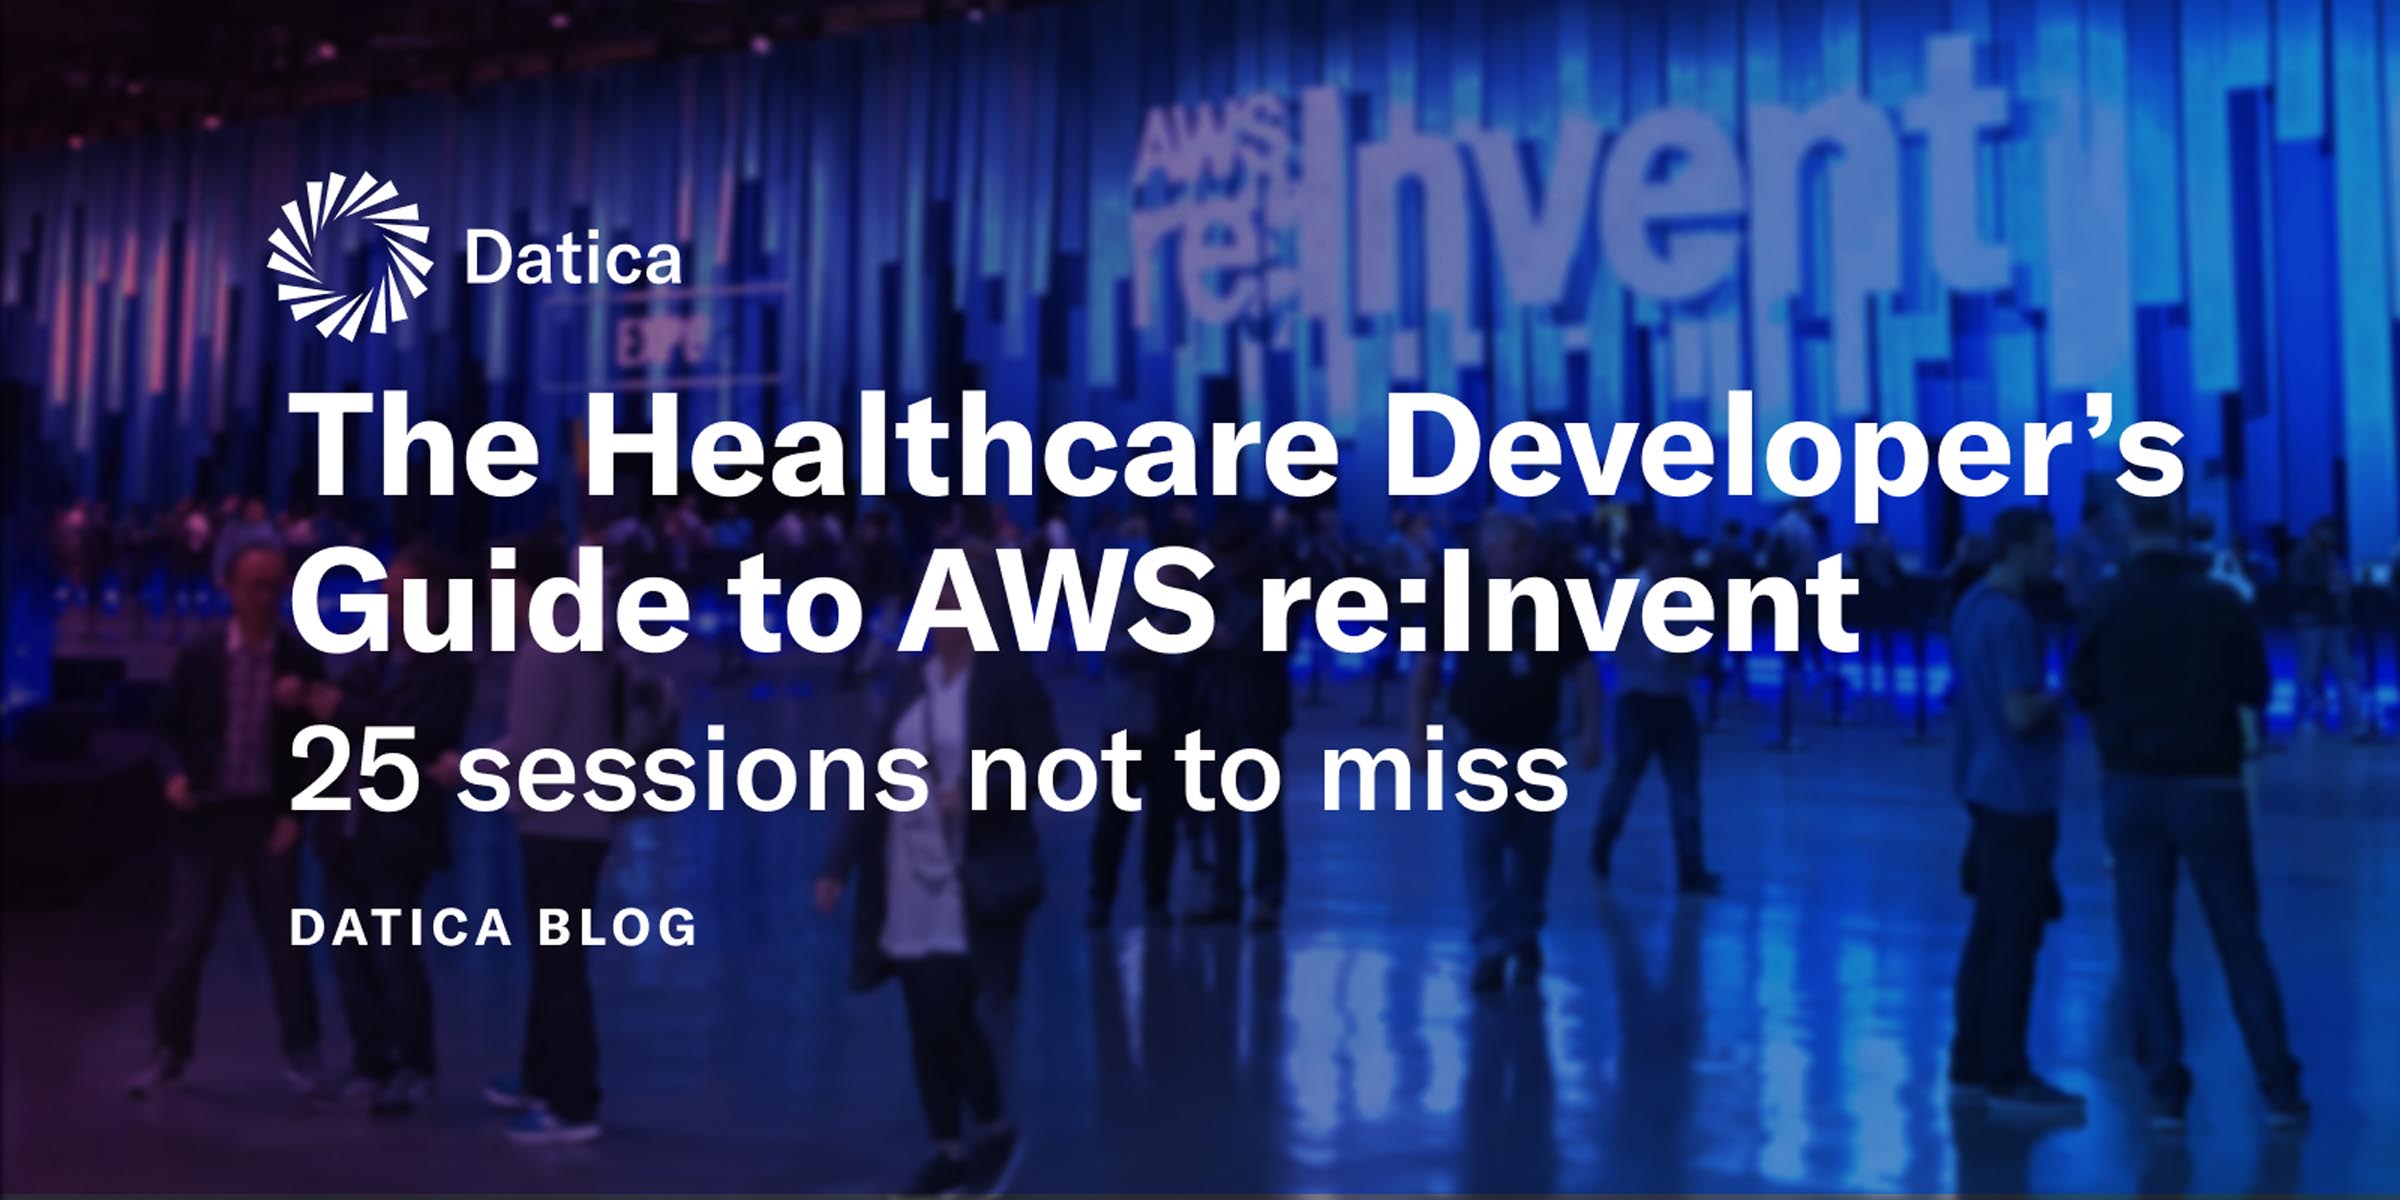 AWS
re:Invent
Datica
EXPO
The Healthcare Developer’s
Guide to AWS re:Invent
25 sessions not to miss
DATICA BLOG